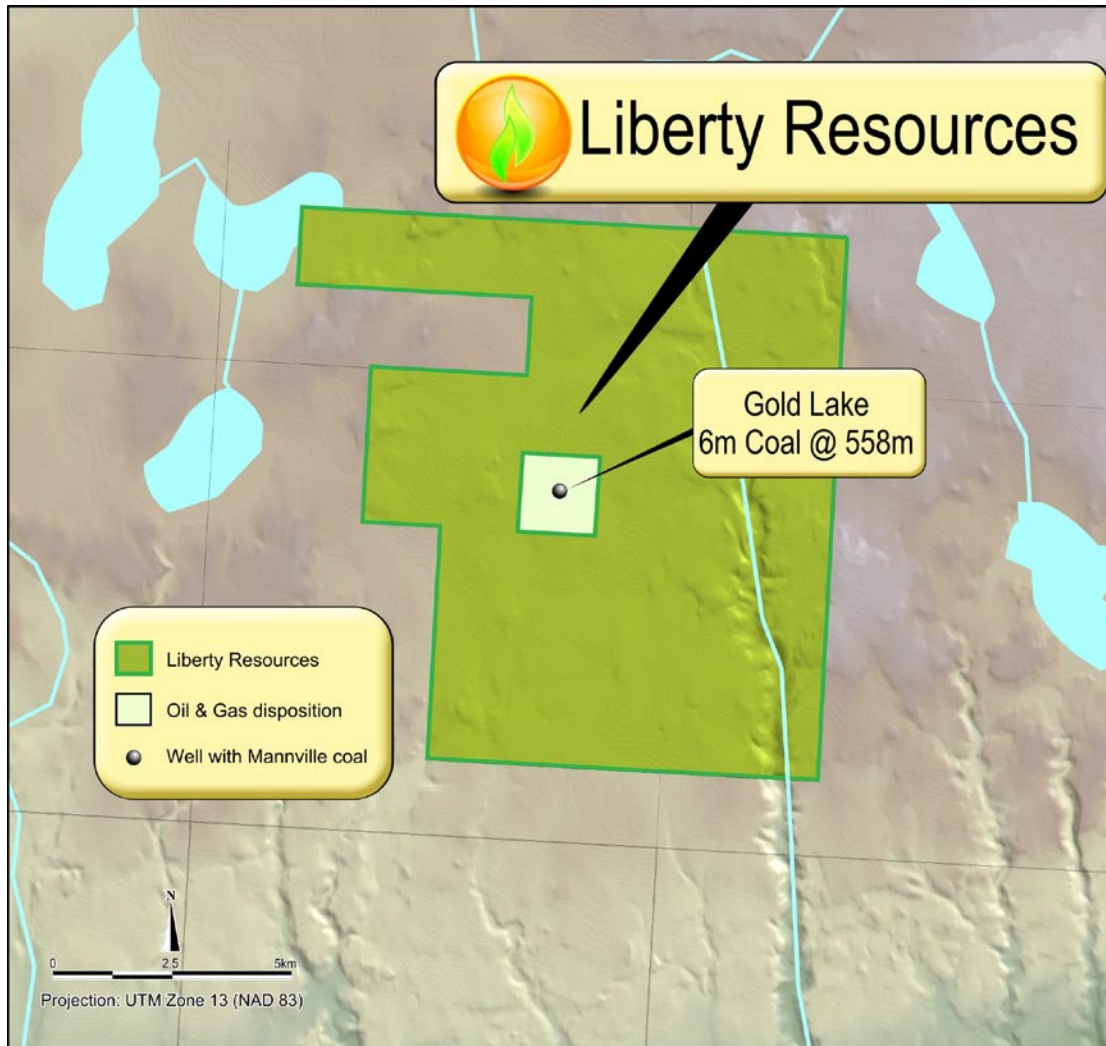 Liberty Resources
Gold Lake
6m Coal @ 558m
Liberty Resources
Oil & Gas disposition
Well with Mannville coal
N
0 2.5 5km
Projection: UTM Zone 13 (NAD 83)